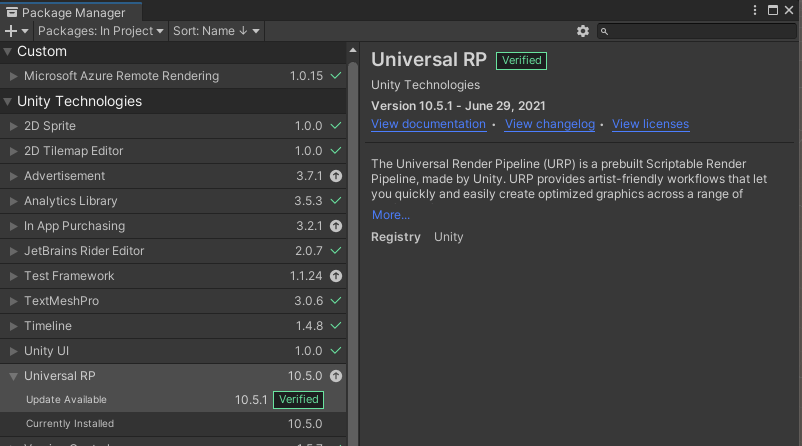 Package Manager
Packages: In Project
Sort: Name ↓
Custom
Microsoft Azure Remote Rendering 1.0.15
Unity Technologies
2D Sprite 1.0.0
2D Tilemap Editor 1.0.0
Advertisement 3.7.1
Analytics Library 3.5.3
In App Purchasing 3.2.1
JetBrains Rider Editor 2.0.7
Test Framework 1.1.24
TextMeshPro 3.0.6
Timeline 1.4.8
Unity UI 1.0.0
Universal RP 10.5.0
Update Available 10.5.1 Verified
Currently Installed 10.5.0
Universal RP Verified
Unity Technologies
Version 10.5.1 - June 29, 2021
View documentation • View changelog • View licenses
The Universal Render Pipeline (URP) is a prebuilt Scriptable Render
Pipeline, made by Unity. URP provides artist-friendly workflows that let
you quickly and easily create optimized graphics across a range of
More...
Registry Unity